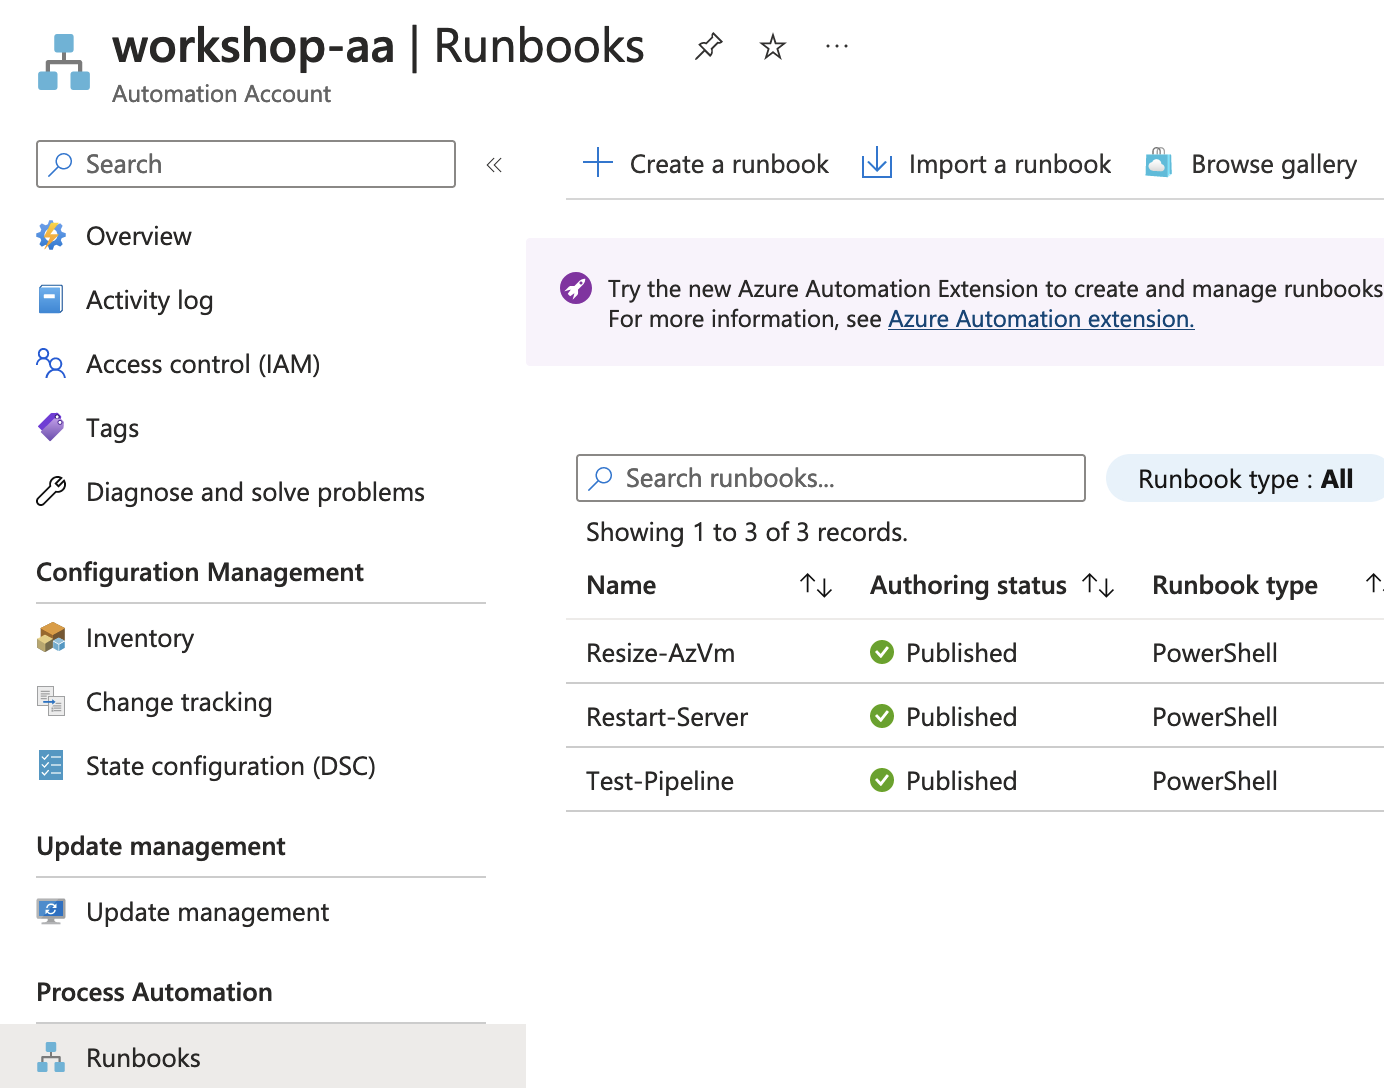 workshop-aa | Runbooks
Automation Account
Search
Overview
Activity log
Access control (IAM)
Tags
Diagnose and solve problems
Configuration Management
Inventory
Change tracking
State configuration (DSC)
Update management
Update management
Process Automation
Runbooks
Create a runbook Import a runbook Browse gallery
Try the new Azure Automation Extension to create and manage runbooks
For more information, see Azure Automation extension.
Search runbooks... Runbook type : All
Showing 1 to 3 of 3 records.
Name Authoring status Runbook type
Resize-AzVm Published PowerShell
Restart-Server Published PowerShell
Test-Pipeline Published PowerShell